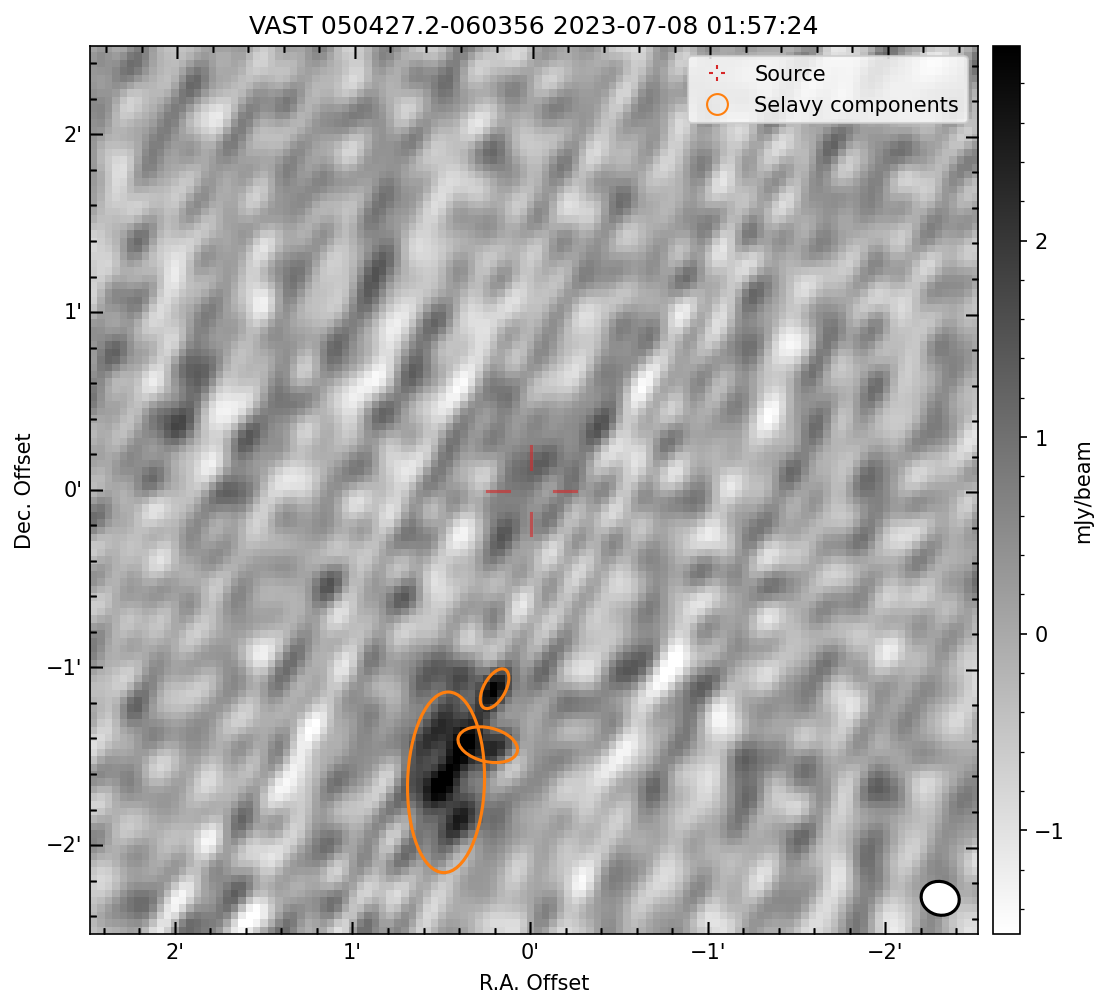 VAST 050427.2-060356 2023-07-08 01:57:24
Source
Selavy components
2'
1'
0'
−1'
−2'
Dec. Offset
2'
1'
0'
−1'
−2'
R.A. Offset
2
1
0
−1
mJy/beam